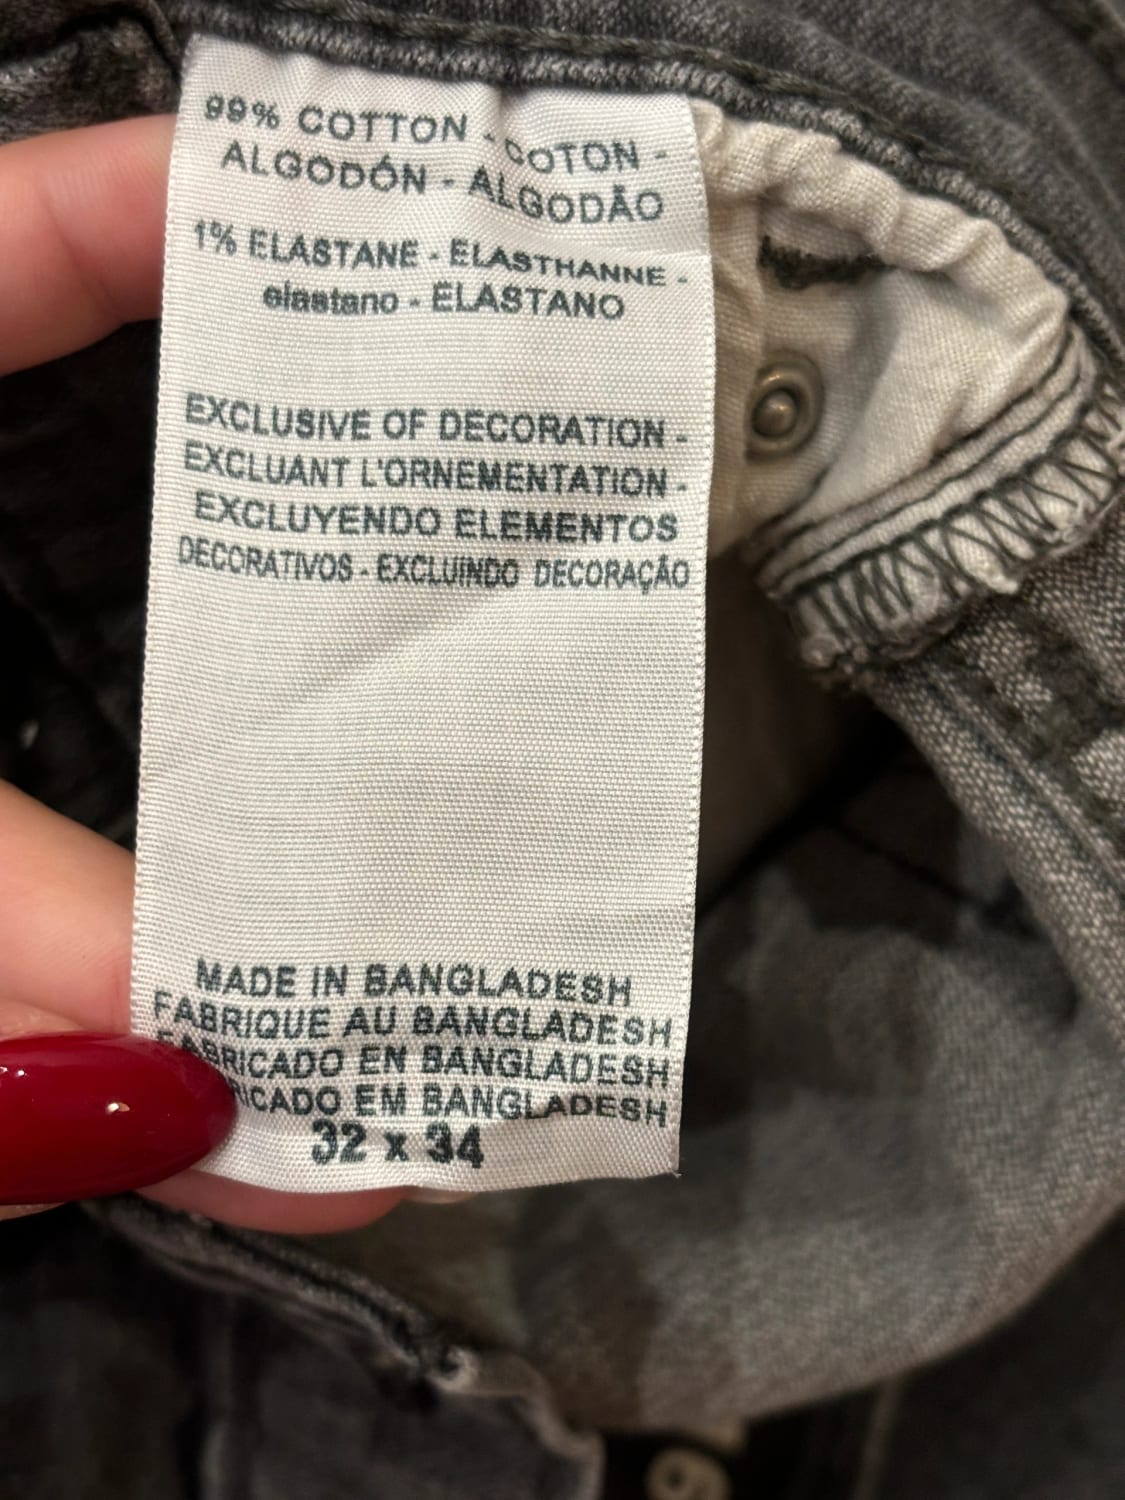 99% COTTON - COTON -
ALGODÓN - ALGODÃO
1% ELASTANE - ÉLASTHANNE -
elastano - ELASTANO
EXCLUSIVE OF DECORATION -
EXCLUANT L'ORNEMENTATION -
EXCLUYENDO ELEMENTOS
DECORATIVOS - EXCLUINDO DECORAÇÃO
MADE IN BANGLADESH
FABRIQUE AU BANGLADESH
FABRICADO EN BANGLADESH
EM BANGLADESH
32 x 34